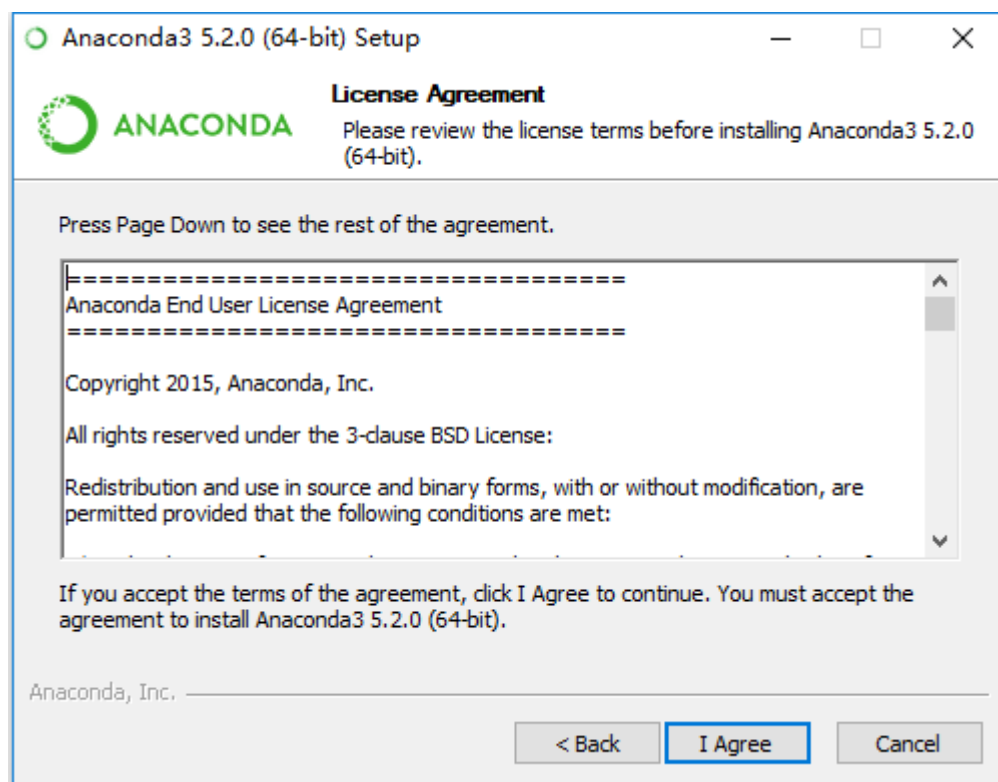 Anaconda3 5.2.0 (64-bit) Setup
License Agreement
ANACONDA
Please review the license terms before installing Anaconda3 5.2.0
(64-bit).
Press Page Down to see the rest of the agreement.
===================================
Anaconda End User License Agreement
===================================
Copyright 2015, Anaconda, Inc.
All rights reserved under the 3-clause BSD License:
Redistribution and use in source and binary forms, with or without modification, are
permitted provided that the following conditions are met:
If you accept the terms of the agreement, click I Agree to continue. You must accept the
agreement to install Anaconda3 5.2.0 (64-bit).
Anaconda, Inc.
< Back
I Agree
Cancel